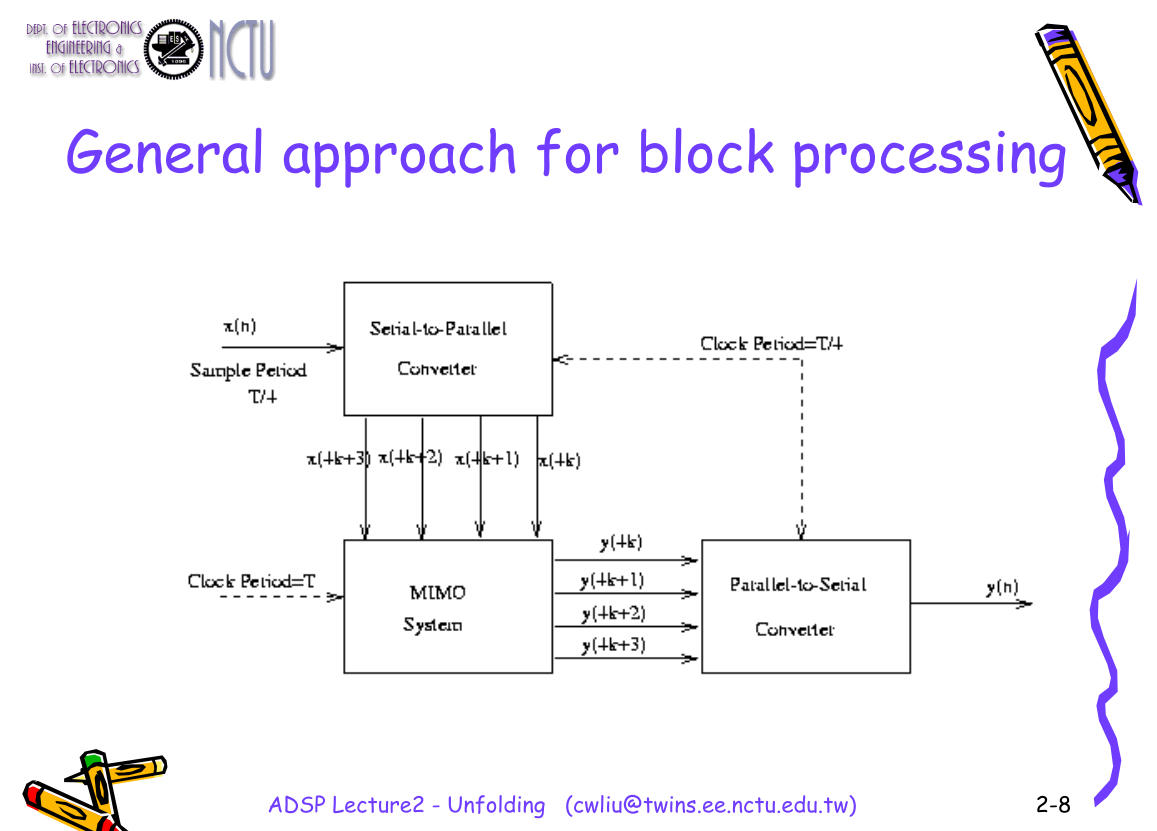 DEPT. OF ELECTRONICS
ENGINEERING &
INST. OF ELECTRONICS
NCTU
General approach for block processing
x(n)
Sample Period
T/4
Serial-to-Parallel
Converter
Clock Period=T/4
x(4k+3) x(4k+2) x(4k+1) x(4k)
Clock Period=T
MIMO
System
y(4k)
y(4k+1)
y(4k+2)
y(4k+3)
Parallel-to-Serial
Converter
y(n)
ADSP Lecture2 - Unfolding (cwliu@twins.ee.nctu.edu.tw)
2-8